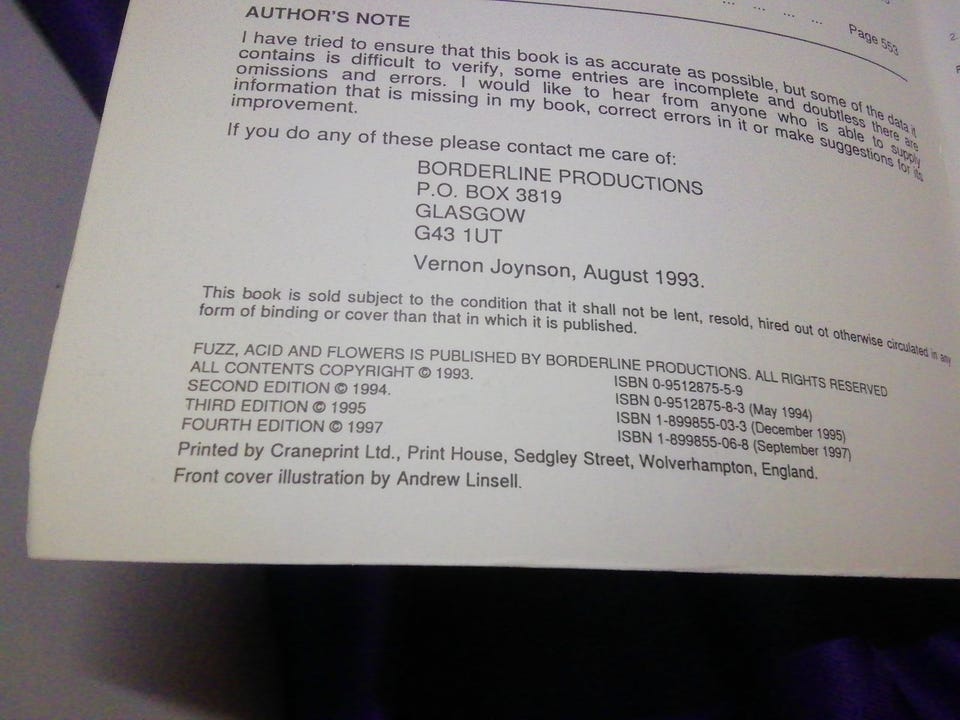 Page 553
AUTHOR'S NOTE
I have tried to ensure that this book is as accurate as possible, but some of the data it
contains is difficult to verify, some entries are incomplete and doubtless there are
omissions and errors. I would like to hear from anyone who is able to supply
information that is missing in my book, correct errors in it or make suggestions for its
improvement.
If you do any of these please contact me care of:
BORDERLINE PRODUCTIONS
P.O. BOX 3819
GLASGOW
G43 1UT
Vernon Joynson, August 1993.
This book is sold subject to the condition that it shall not be lent, resold, hired out ot otherwise circulated in any
form of binding or cover than that in which it is published.
FUZZ, ACID AND FLOWERS IS PUBLISHED BY BORDERLINE PRODUCTIONS. ALL RIGHTS RESERVED
ALL CONTENTS COPYRIGHT © 1993. ISBN 0-9512875-5-9
SECOND EDITION © 1994. ISBN 0-9512875-8-3 (May 1994)
THIRD EDITION © 1995 ISBN 1-899855-03-3 (December 1995)
FOURTH EDITION © 1997 ISBN 1-899855-06-8 (September 1997)
Printed by Craneprint Ltd., Print House, Sedgley Street, Wolverhampton, England.
Front cover illustration by Andrew Linsell.